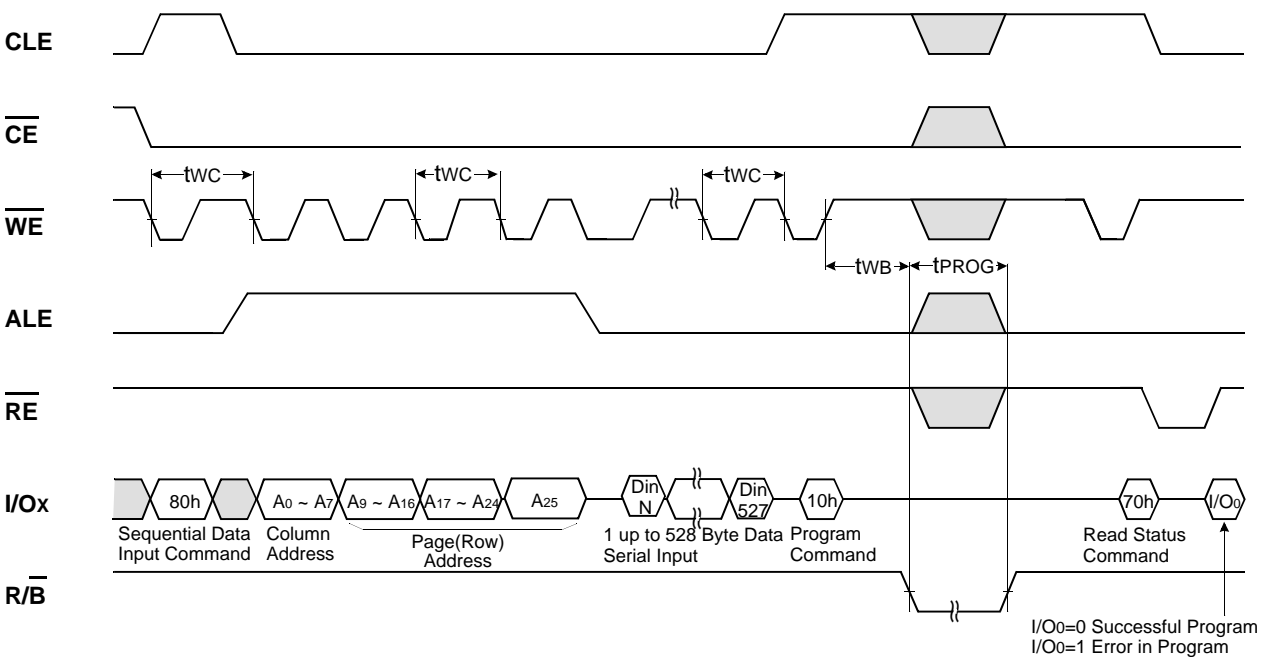 CLE
CE
tWC tWC tWC
WE
tWB tPROG
ALE
RE
I/Ox
80h A0 ~ A7 A9 ~ A16 A17 ~ A24 A25 Din N Din 527 10h 70h I/O0
Sequential Data Input Command
Column Address
Page(Row) Address
1 up to 528 Byte Data Serial Input
Program Command
Read Status Command
R/B
I/O0=0 Successful Program
I/O0=1 Error in Program